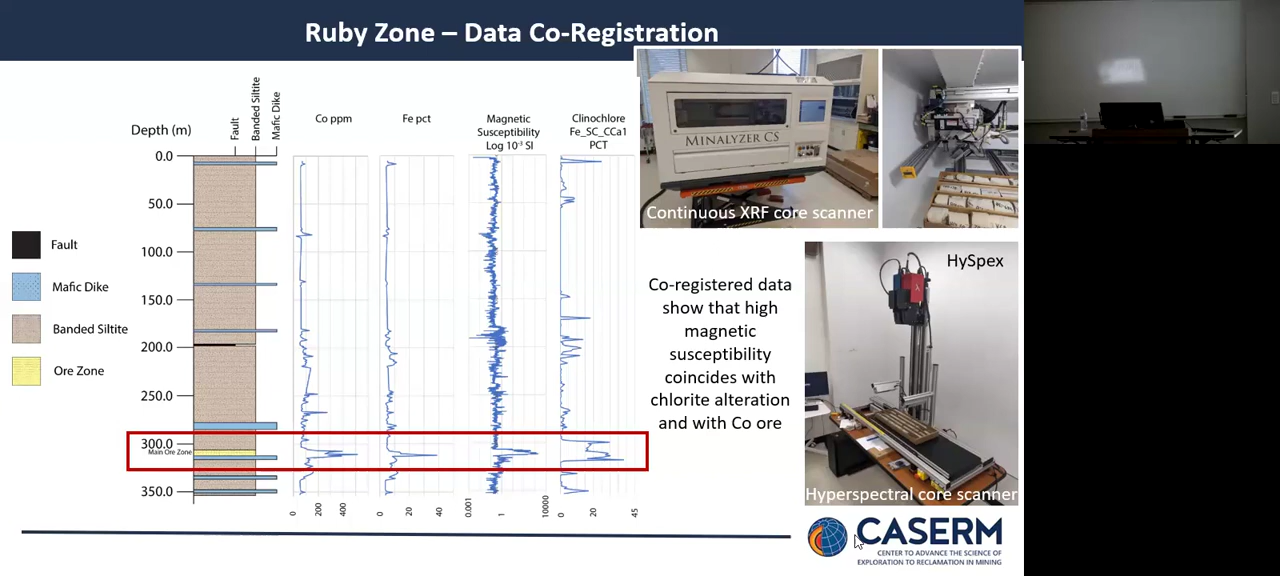 Ruby Zone – Data Co-Registration
Depth (m)
Fault
Banded Siltite
Mafic Dike
Co ppm
Fe pct
Magnetic
Susceptibility
Log 10⁻³ SI
Clinochlore
Fe_SC_CCa1
PCT
0.0
50.0
100.0
150.0
200.0
250.0
300.0
Main Ore Zone
350.0
0
200
400
0
20
40
0.001
1
10000
0
20
45
Fault
Mafic Dike
Banded Siltite
Ore Zone
MINALYZER CS
Continuous XRF core scanner
Co-registered data
show that high
magnetic
susceptibility
coincides with
chlorite alteration
and with Co ore
HySpex
Hyperspectral core scanner
CASERM
CENTER TO ADVANCE THE SCIENCE OF
EXPLORATION TO RECLAMATION IN MINING